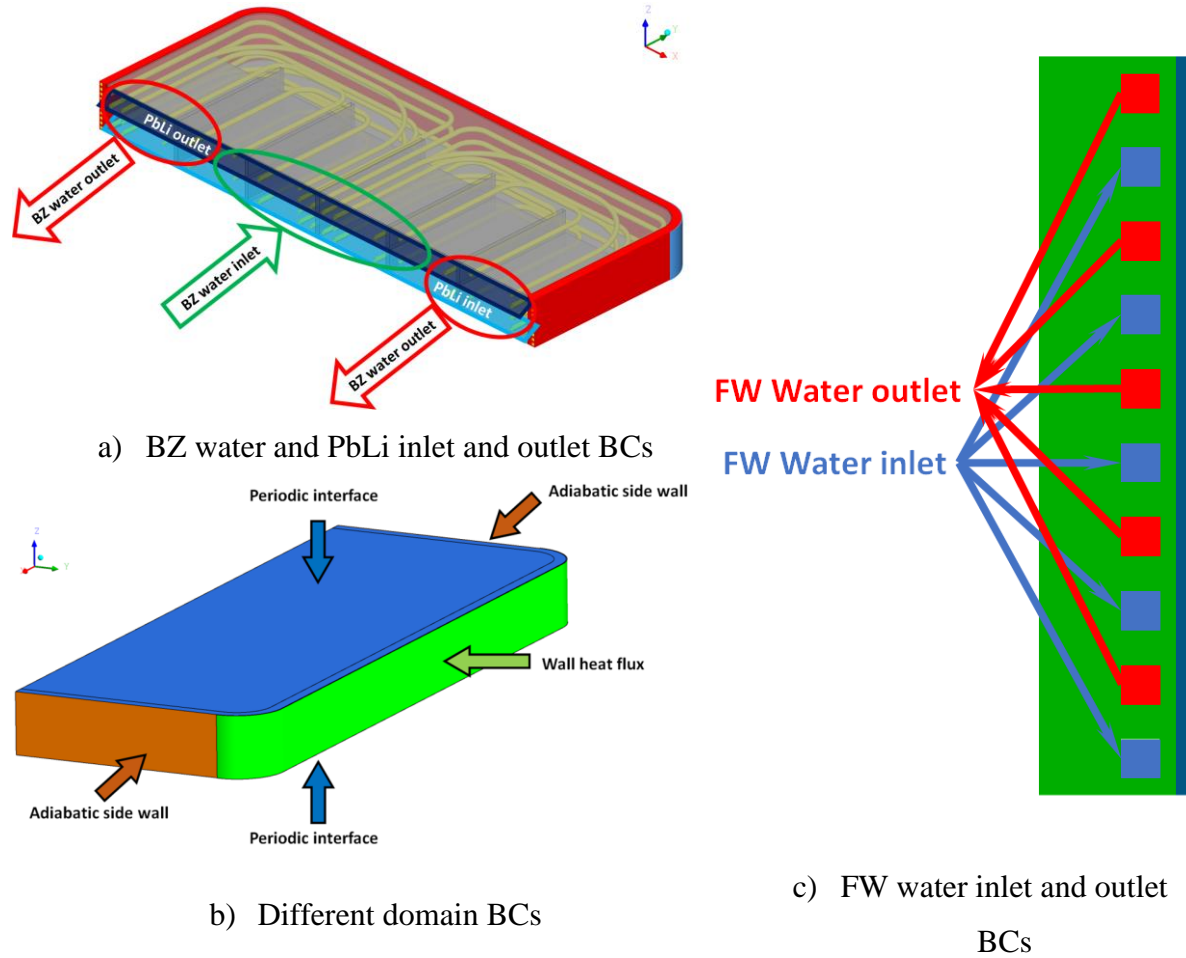 Z
Y
X
PbLi outlet
BZ water outlet
BZ water inlet
PbLi inlet
BZ water outlet
a) BZ water and PbLi inlet and outlet BCs
Periodic interface
Adiabatic side wall
Z
X
Y
Wall heat flux
Adiabatic side wall
Periodic interface
b) Different domain BCs
FW Water outlet
FW Water inlet
c) FW water inlet and outlet
BCs